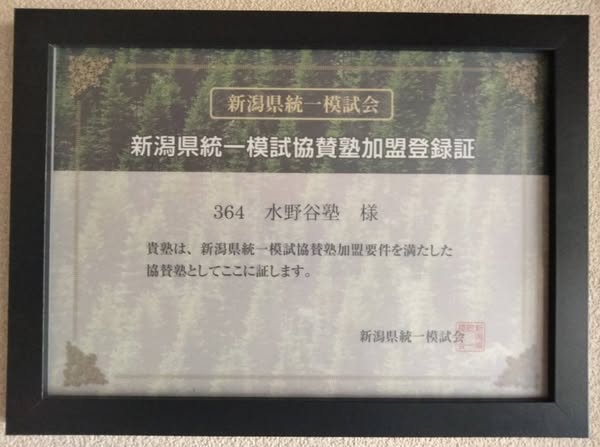 新潟県統一模試会
新潟県統一模試協賛塾加盟登録証
364 水野谷塾 様
貴塾は、新潟県統一模試協賛塾加盟要件を満たした
協賛塾としてここに証します。
新潟県統一模試会